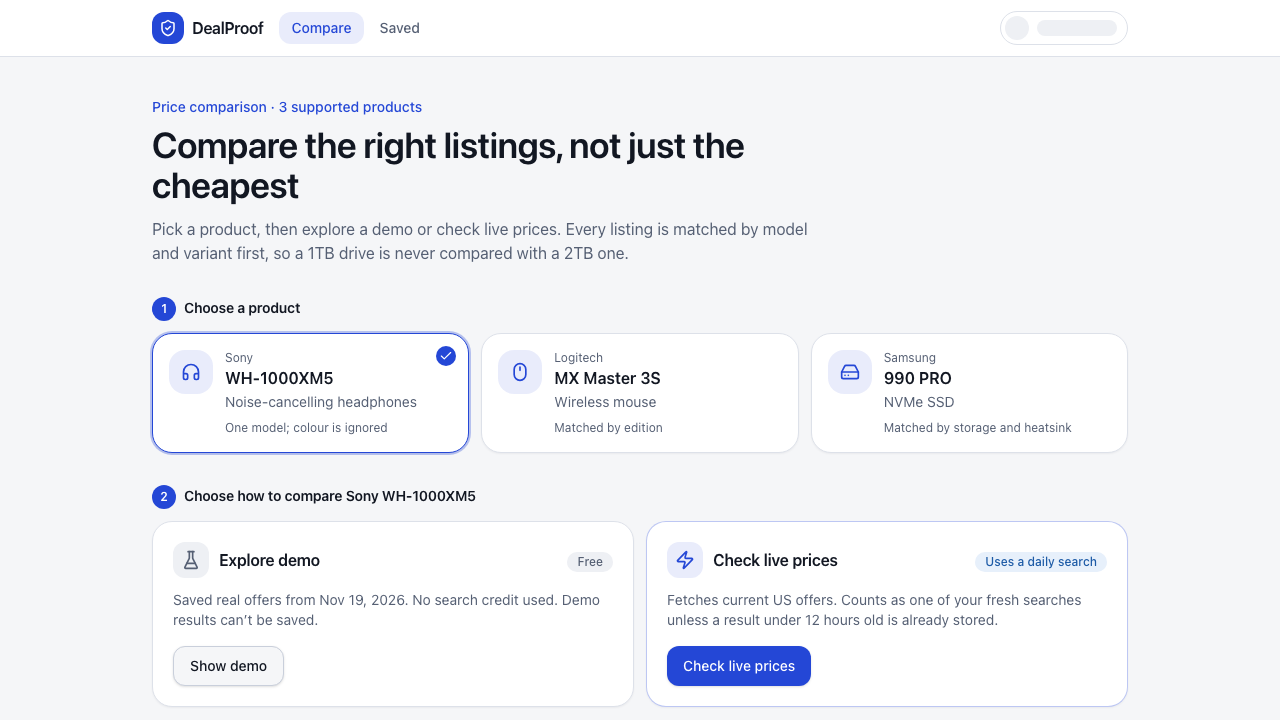 DealProof
Compare
Saved
Price comparison · 3 supported products
Compare the right listings, not just the
cheapest
Pick a product, then explore a demo or check live prices. Every listing is matched by model
and variant first, so a 1TB drive is never compared with a 2TB one.
1 Choose a product
Sony
WH-1000XM5
Noise-cancelling headphones
One model; colour is ignored
Logitech
MX Master 3S
Wireless mouse
Matched by edition
Samsung
990 PRO
NVMe SSD
Matched by storage and heatsink
2 Choose how to compare Sony WH-1000XM5
Explore demo
Free
Saved real offers from Nov 19, 2026. No search credit used. Demo
results can’t be saved.
Show demo
Check live prices
Uses a daily search
Fetches current US offers. Counts as one of your fresh searches
unless a result under 12 hours old is already stored.
Check live prices